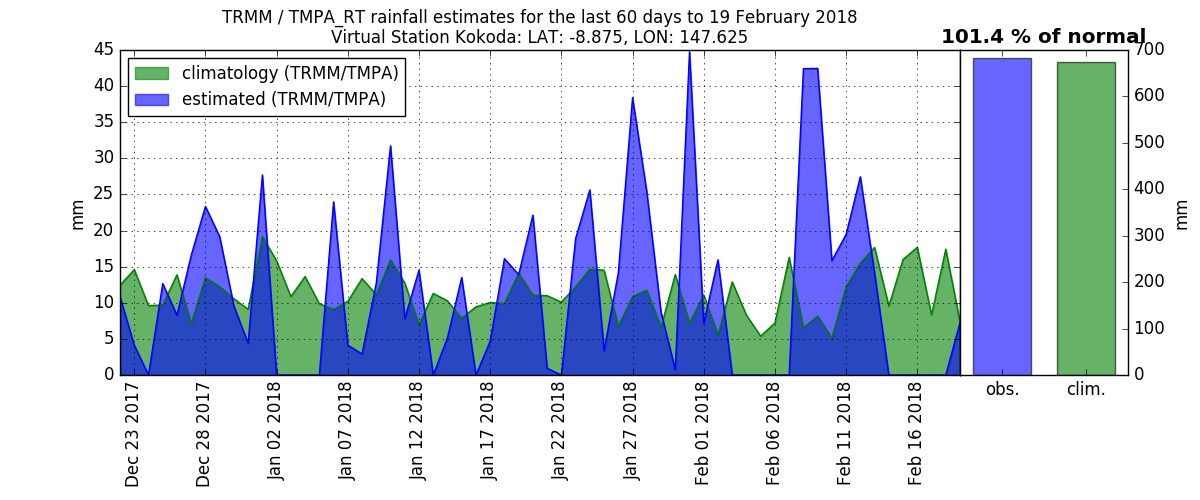 TRMM / TMPA_RT rainfall estimates for the last 60 days to 19 February 2018
Virtual Station Kokoda: LAT: -8.875, LON: 147.625
101.4 % of normal
climatology (TRMM/TMPA)
estimated (TRMM/TMPA)
mm
45
40
35
30
25
20
15
10
5
0
Dec 23 2017
Dec 28 2017
Jan 02 2018
Jan 07 2018
Jan 12 2018
Jan 17 2018
Jan 22 2018
Jan 27 2018
Feb 01 2018
Feb 06 2018
Feb 11 2018
Feb 16 2018
obs.
clim.
700
600
500
400
300
200
100
0
mm